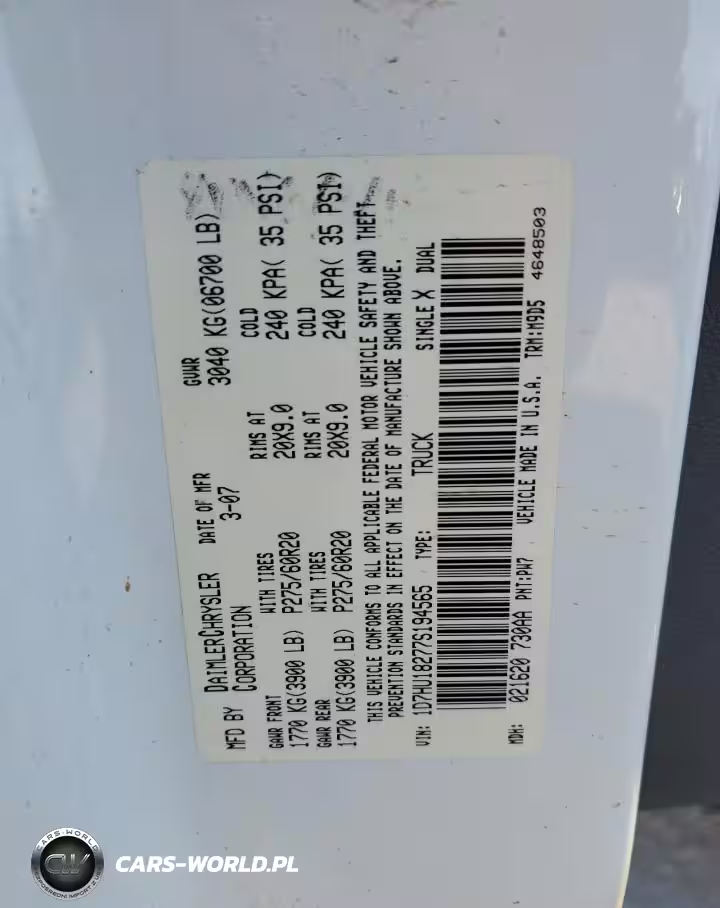 MFD BY DAIMLERCHRYSLER CORPORATION
DATE OF MFR 3-07
GVWR 3040 KG(06700 LB)
GAWR FRONT WITH TIRES RIMS AT COLD
1770 KG(3900 LB) P275/60R20 20X9.0 240 KPA( 35 PSI)
GAWR REAR WITH TIRES RIMS AT COLD
1770 KG(3900 LB) P275/60R20 20X9.0 240 KPA( 35 PSI)
THIS VEHICLE CONFORMS TO ALL APPLICABLE FEDERAL MOTOR VEHICLE SAFETY AND THEFT
PREVENTION STANDARDS IN EFFECT ON THE DATE OF MANUFACTURE SHOWN ABOVE.
VIN: 1D7HU18277S194565 TYPE: TRUCK SINGLE X DUAL
MDH: 021620 730AA PNT:PW7 VEHICLE MADE IN U.S.A. TRM:M9D5 4648503
CARS-WORLD
CW
CARS-WORLD.PL